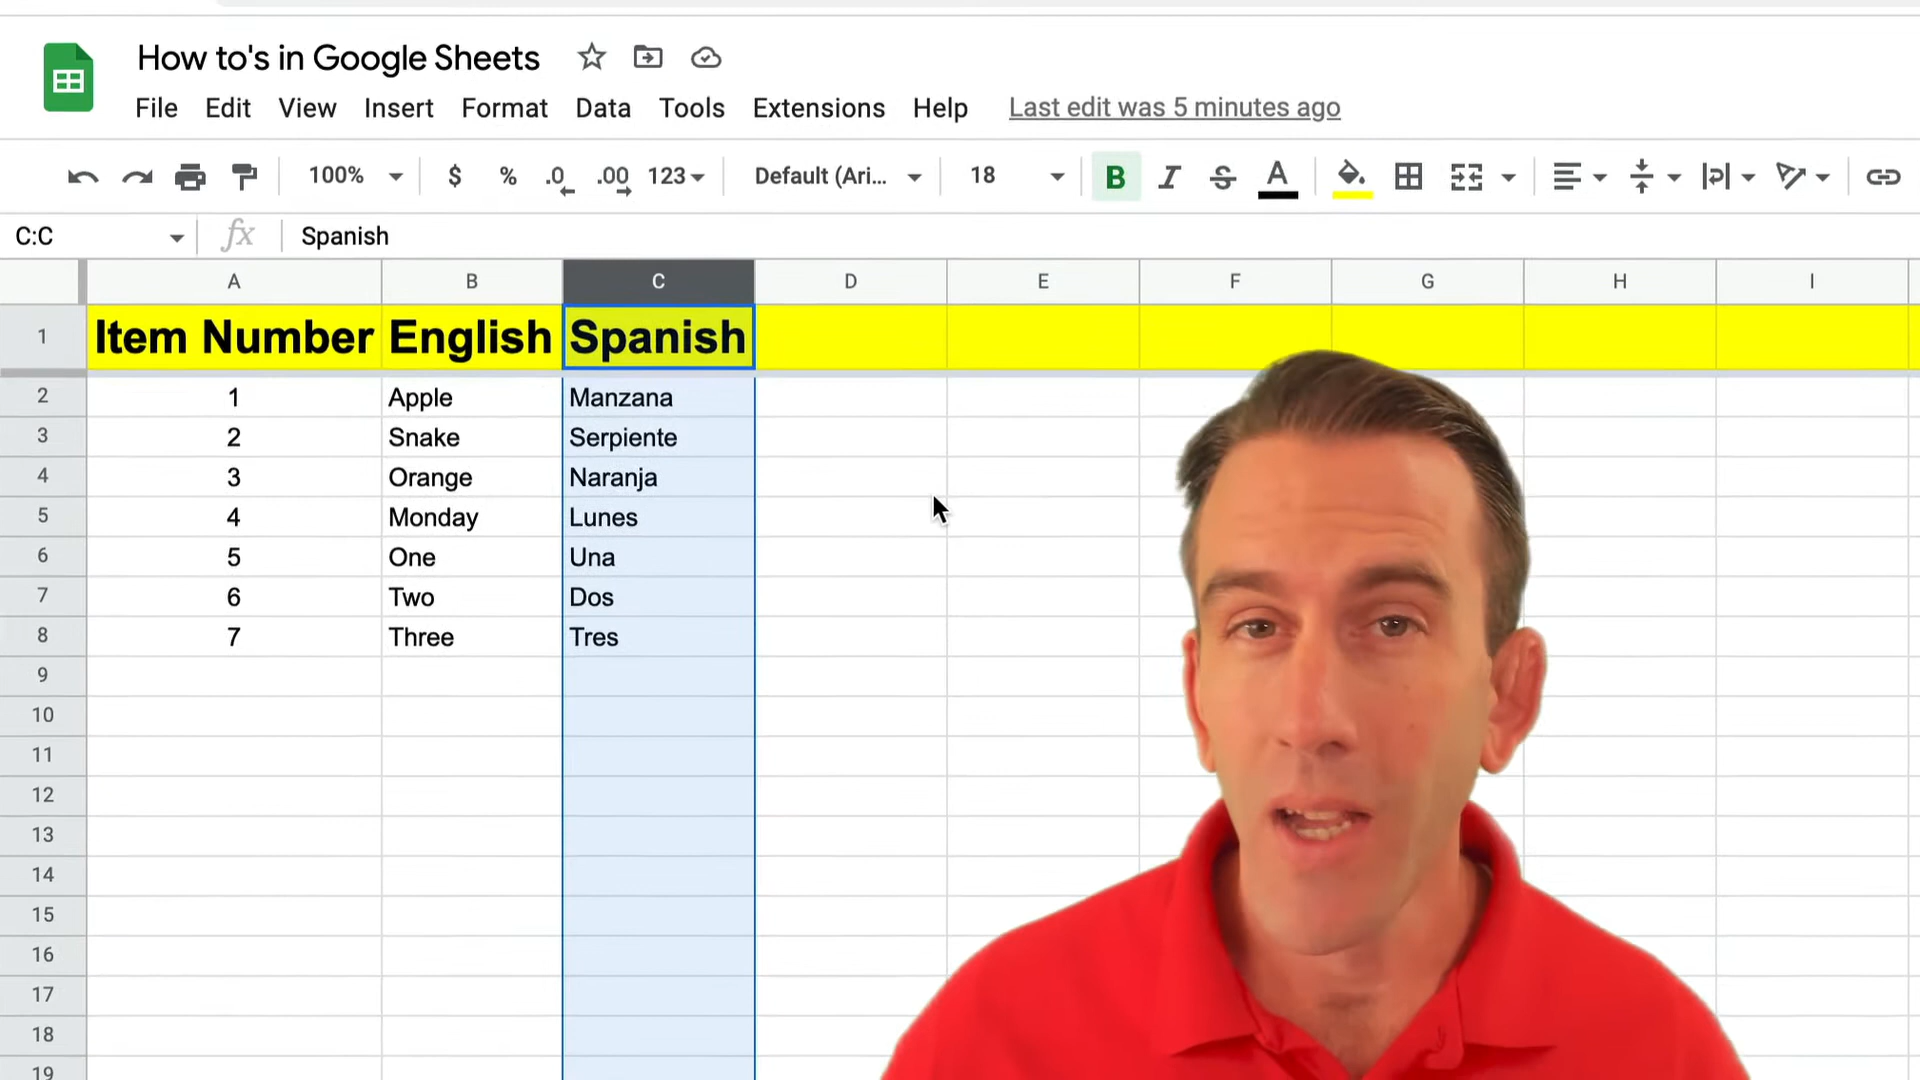 How to's in Google Sheets
File Edit View Insert Format Data Tools Extensions Help Last edit was 5 minutes ago
100% $ % .0 .00 123 Default (Ari... 18 B I S A
C:C fx Spanish
A B C D E F G H I
1 Item Number English Spanish
2 1 Apple Manzana
3 2 Snake Serpiente
4 3 Orange Naranja
5 4 Monday Lunes
6 5 One Una
7 6 Two Dos
8 7 Three Tres
9
10
11
12
13
14
15
16
17
18
19